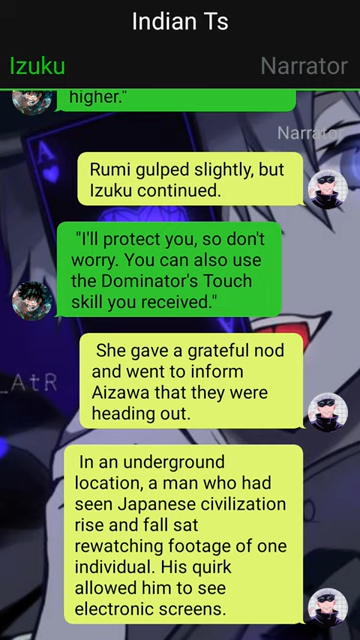 Indian Ts
Izuku
Narrator
higher."
Narrator
Rumi gulped slightly, but
Izuku continued.
"I'll protect you, so don't
worry. You can also use
the Dominator's Touch
skill you received."
_AtR
She gave a grateful nod
and went to inform
Aizawa that they were
heading out.
In an underground
location, a man who had
seen Japanese civilization
rise and fall sat
rewatching footage of one
individual. His quirk
allowed him to see
electronic screens.